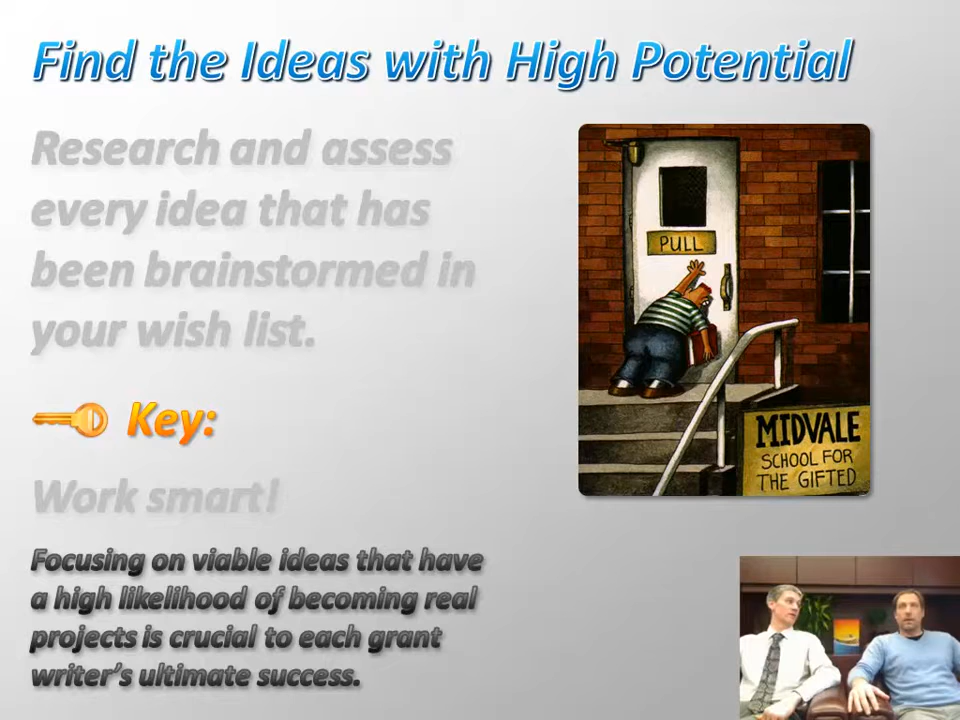 Find the Ideas with High Potential
Research and assess
every idea that has
been brainstormed in
your wish list.
Key:
Work smart!
Focusing on viable ideas that have
a high likelihood of becoming real
projects is crucial to each grant
writer's ultimate success.
PULL
MIDVALE
SCHOOL FOR
THE GIFTED